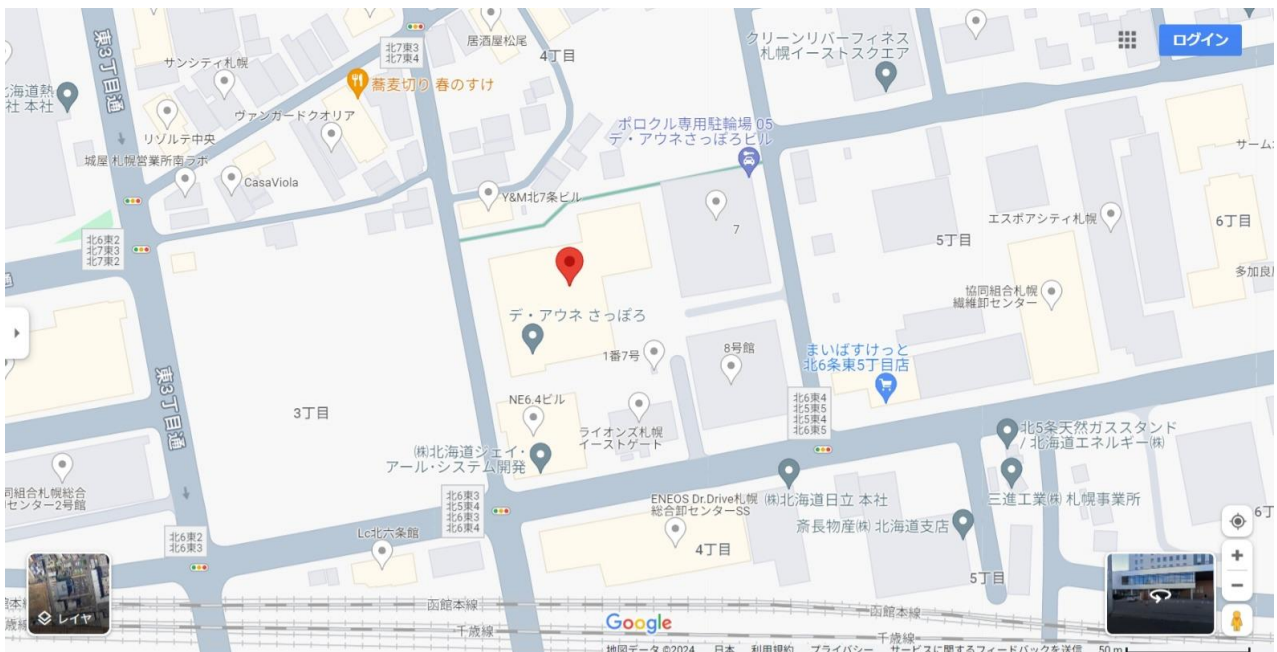 東3丁目通
北7東3
北7東4
居酒屋松尾
4丁目
クリーンリバーフィネス
札幌イーストスクエア
ログイン
サンシティ札幌
蕎麦切り 春のすけ
北海道熱
社 本社
ヴァンガードクオリア
リゾルテ中央
ポロクル専用駐輪場 05
デ・アウネさっぽろビル
城屋 札幌営業所南ラボ
CasaViola
Y&M北7条ビル
7
エスポアシティ札幌
6丁目
5丁目
北6東2
北7東3
北7東2
協同組合札幌
繊維卸センター
デ・アウネ さっぽろ
1番7号
8号館
まいばすけっと
北6条東5丁目店
東3丁目通
3丁目
NE6.4ビル
ライオンズ札幌
イーストゲート
北6東4
北5東5
北5東4
北6東5
北5条天然ガススタンド
/ 北海道エネルギー㈱
㈱北海道ジェイ・
アール・システム開発
同組合札幌総合
センター2号館
北6東3
北5東4
北6東3
北6東4
ENEOS Dr.Drive札幌
総合卸センターSS
㈱北海道日立 本社
三進工業㈱ 札幌事業所
斎長物産㈱ 北海道支店
北6東2
北6東3
Lc北六条館
4丁目
5丁目
レイヤ
函館本線
函館本線
千歳線
千歳線
Google
地図データ ©2024 日本 利用規約 プライバシー サービスに関するフィードバックを送信 50 m